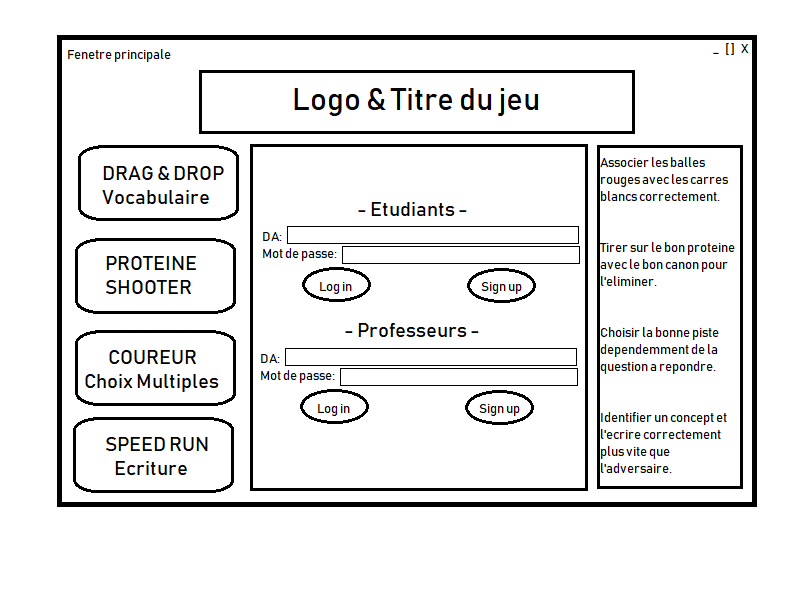 Fenetre principale
_ [] X
Logo & Titre du jeu
DRAG & DROP
Vocabulaire
PROTEINE
SHOOTER
COUREUR
Choix Multiples
SPEED RUN
Ecriture
- Etudiants -
DA:
Mot de passe:
Log in
Sign up
- Professeurs -
DA:
Mot de passe:
Log in
Sign up
Associer les balles
rouges avec les carres
blancs correctement.
Tirer sur le bon proteine
avec le bon canon pour
l'eliminer.
Choisir la bonne piste
dependemment de la
question a repondre.
Identifier un concept et
l'ecrire correctement
plus vite que
l'adversaire.